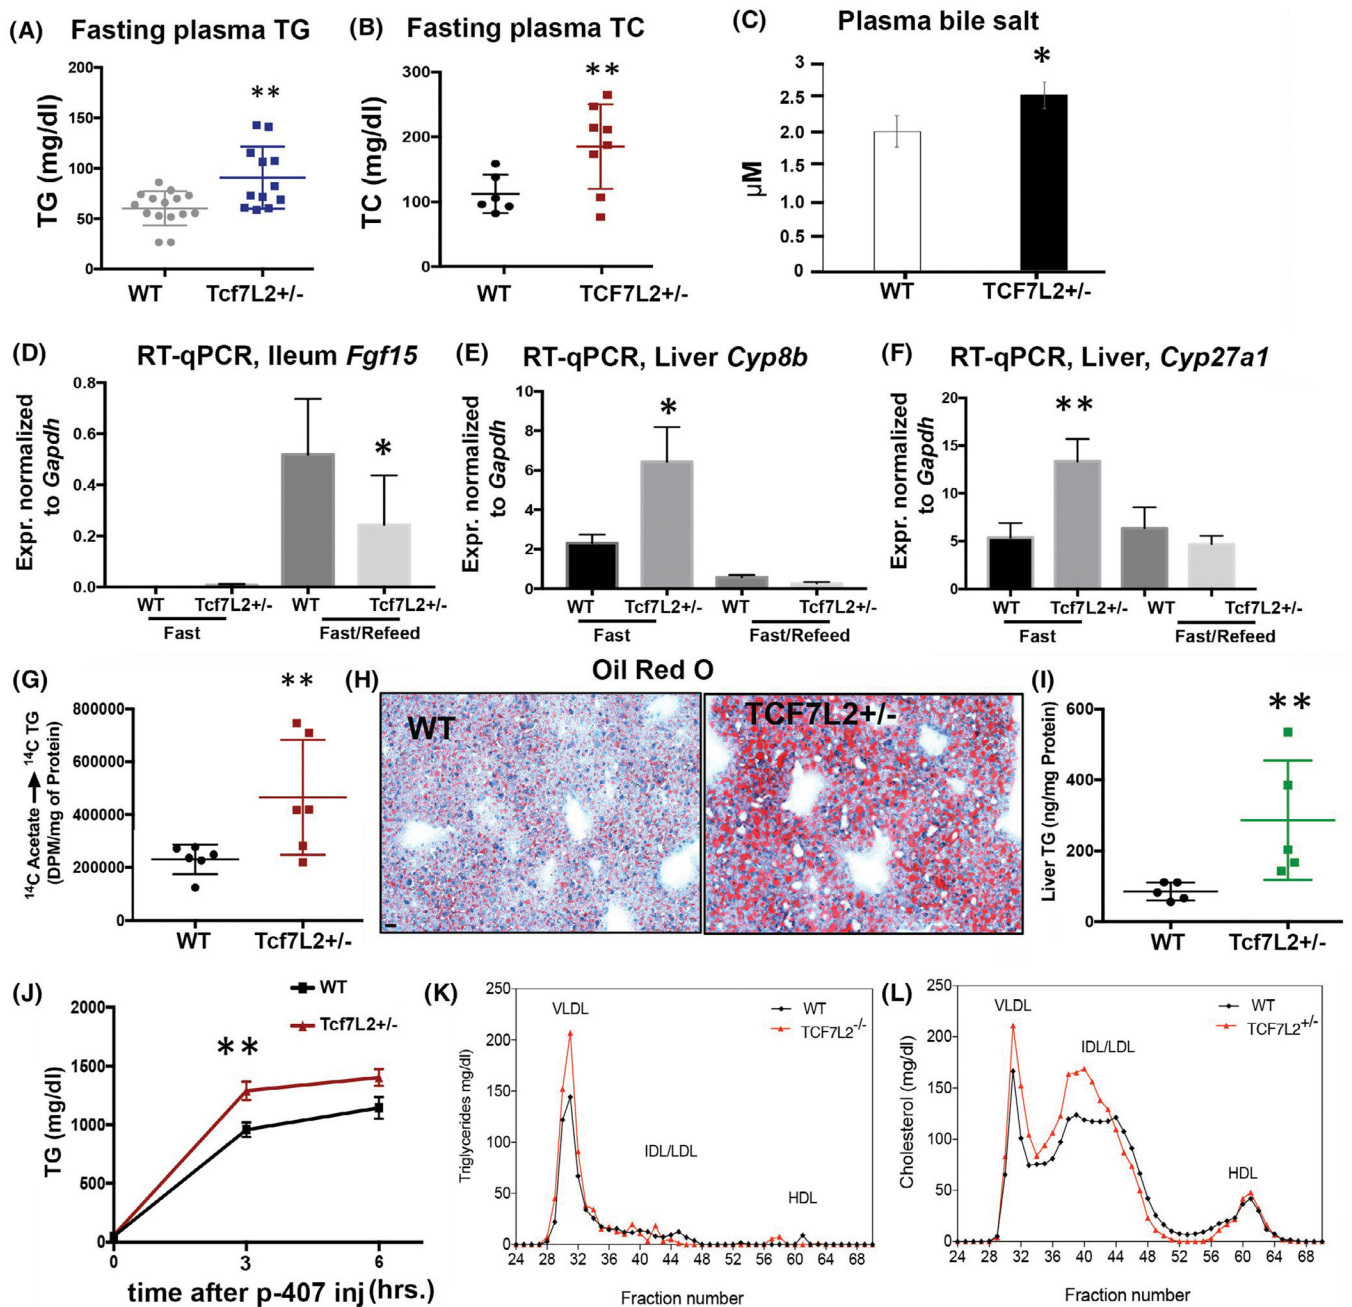 (A) Fasting plasma TG
TG (mg/dl)
200
150
100
50
0
**
WT Tcf7L2+/-
(B) Fasting plasma TC
TC (mg/dl)
300
200
100
0
**
WT TCF7L2+/-
(C) Plasma bile salt
µM
3
2.5
2.0
1.5
1
0.5
0
*
WT TCF7L2+/-
(D) RT-qPCR, Ileum Fgf15
Expr. normalized
to Gapdh
0.8
0.6
0.4
0.2
0.0
*
WT Tcf7L2+/- WT Tcf7L2+/-
Fast Fast/Refeed
(E) RT-qPCR, Liver Cyp8b
Expr. normalized
to Gapdh
10
8
6
4
2
0
*
WT Tcf7L2+/- WT Tcf7L2+/-
Fast Fast/Refeed
(F) RT-qPCR, Liver, Cyp27a1
Expr. normalized
to Gapdh
20
15
10
5
0
**
WT Tcf7L2+/- WT Tcf7L2+/-
Fast Fast/Refeed
(G)
14C Acetate 14C TG
(DPM/mg of Protein)
800000
600000
400000
200000
0
**
WT Tcf7L2+/-
(H) Oil Red O
WT
TCF7L2+/-
(I)
Liver TG (ng/mg Protein)
600
400
200
0
**
WT Tcf7L2+/-
(J)
WT
Tcf7L2+/-
TG (mg/dl)
2000
1500
1000
500
0
**
0 3 6
time after p-407 inj (hrs.)
(K)
Triglycerides mg/dl)
250
200
150
100
50
0
VLDL
IDL/LDL
HDL
WT
TCF7L2-/-
24 28 32 36 40 44 48 52 56 60 64 68
Fraction number
(L)
Cholesterol (mg/dl)
250
200
150
100
50
0
VLDL
IDL/LDL
HDL
WT
TCF7L2+/-
24 28 32 36 40 44 48 52 56 60 64 68
Fraction number